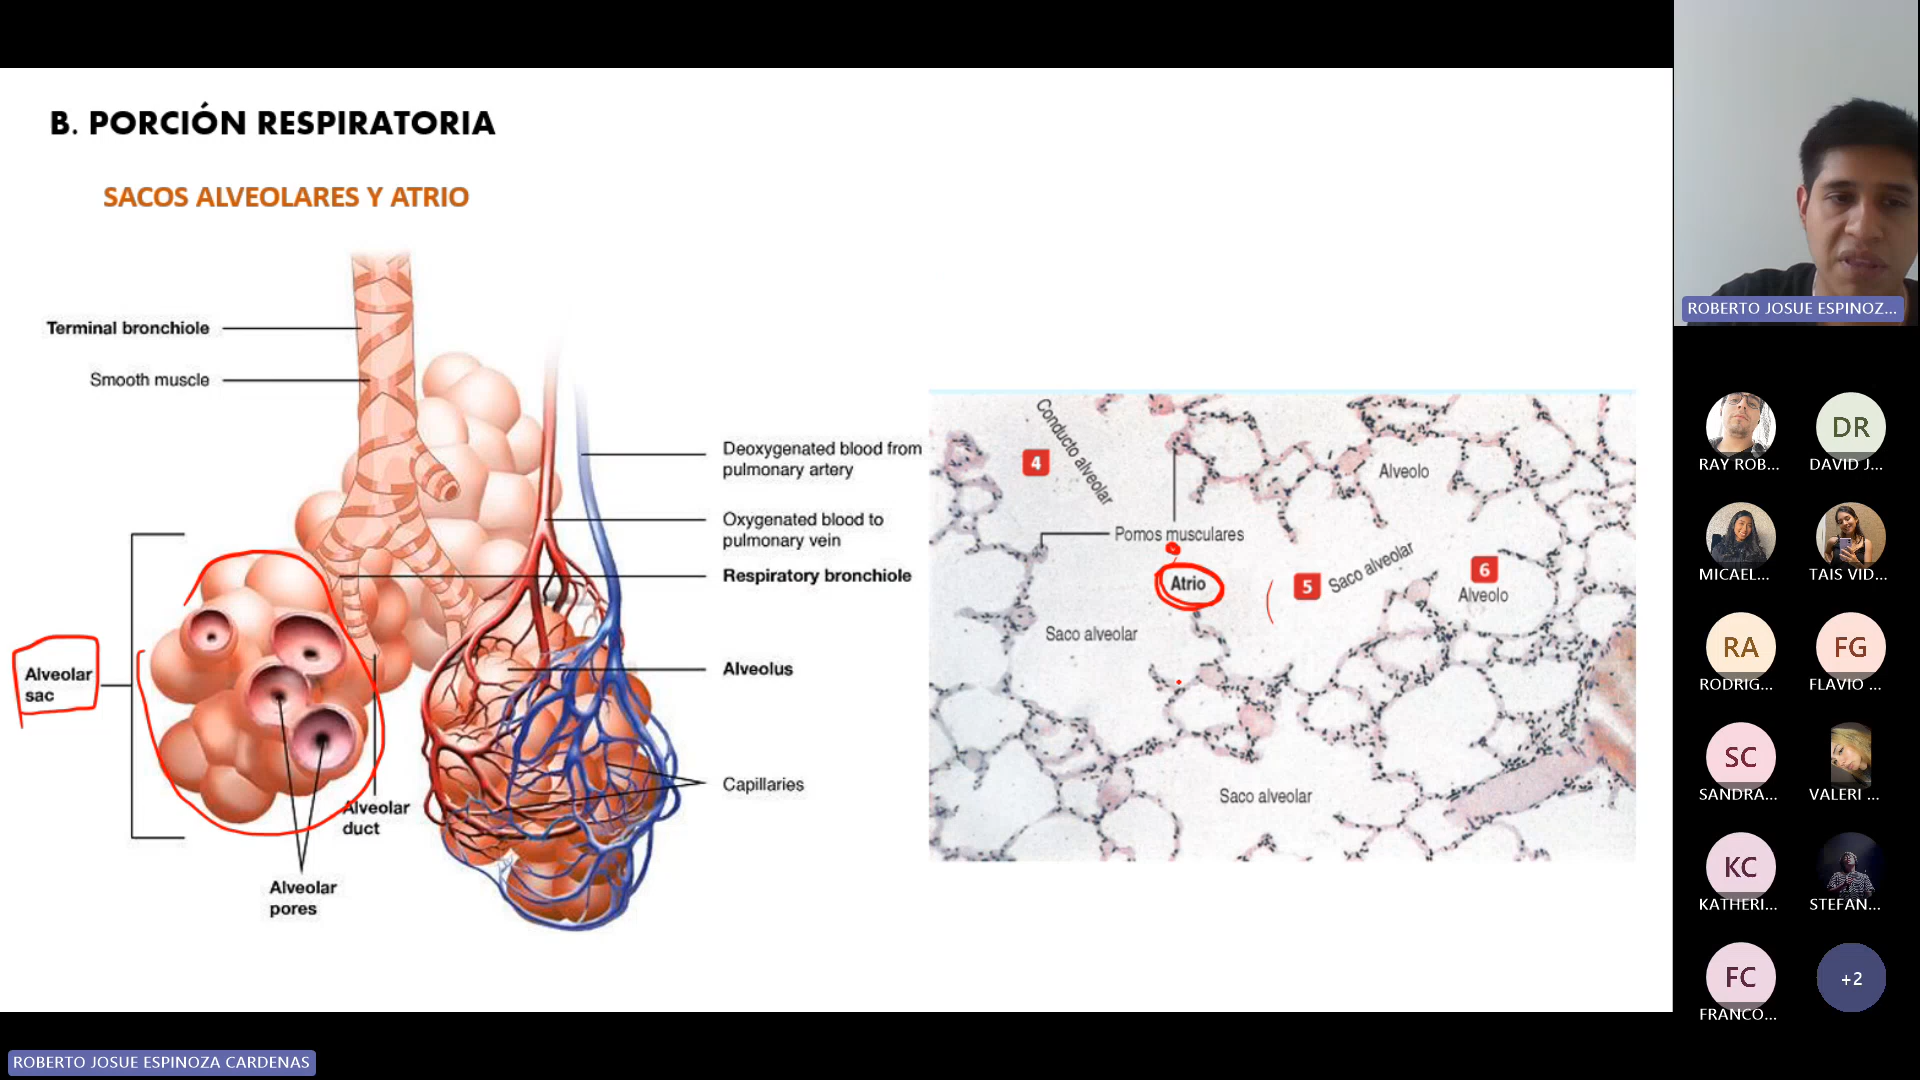 B. PORCIÓN RESPIRATORIA
SACOS ALVEOLARES Y ATRIO
Terminal bronchiole
Smooth muscle
Deoxygenated blood from
pulmonary artery
Oxygenated blood to
pulmonary vein
Respiratory bronchiole
Alveolar
sac
Alveolus
Capillaries
Alveolar
duct
Alveolar
pores
4
Conducto alveolar
Alveolo
Pomos musculares
Atrio
5
Saco alveolar
6
Alveolo
Saco alveolar
Saco alveolar
ROBERTO JOSUE ESPINOZ...
DR
RAY ROB...
DAVID J...
MICAEL...
TAIS VID...
RA
FG
RODRIG...
FLAVIO ...
SC
SANDRA...
VALERI ...
KC
KATHERI...
STEFAN...
FC
+2
FRANCO...
ROBERTO JOSUE ESPINOZA CARDENAS